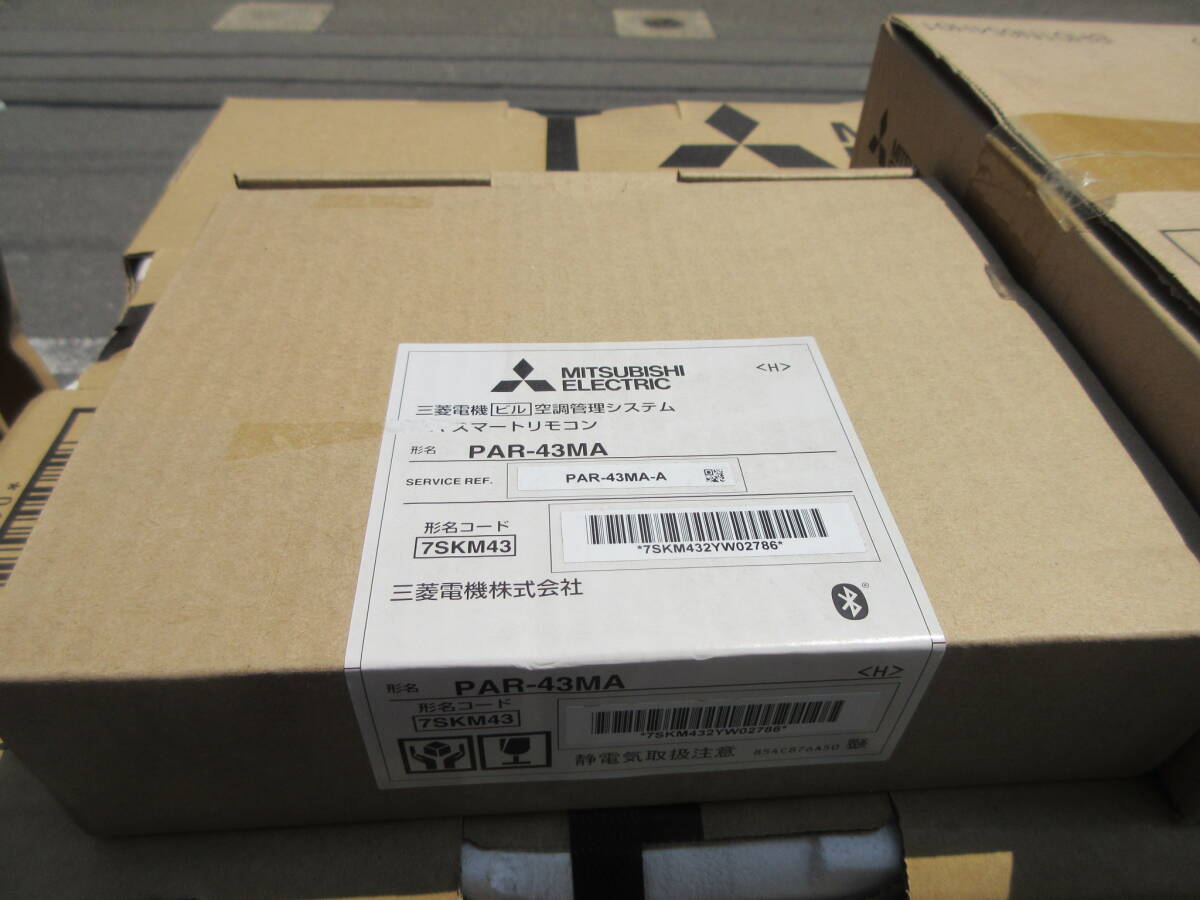 MITSUBISHI
ELECTRIC
<H>
三菱電機 ビル 空調管理システム
スマートリモコン
形名 PAR-43MA
SERVICE REF. PAR-43MA-A
形名コード
7SKM43
*7SKM432YW02786*
三菱電機株式会社
形名 PAR-43MA <H>
形名コード
7SKM43
*7SKM432YW02786*
静電気取扱注意 854CB76A50